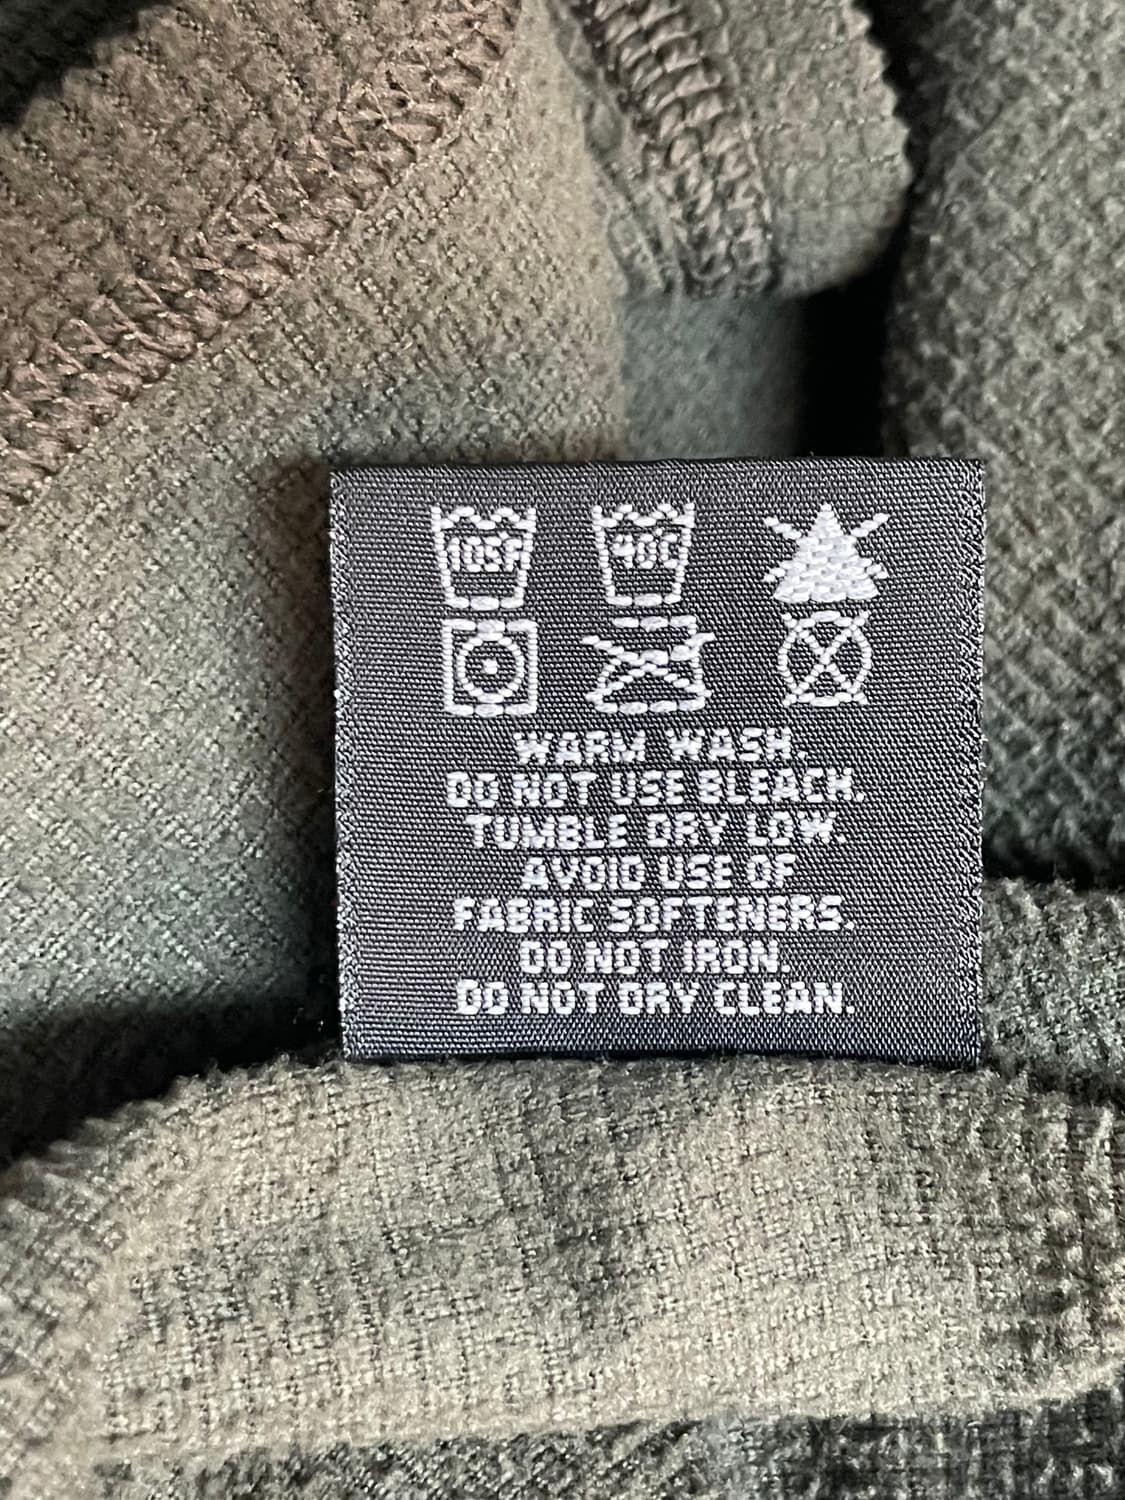 105F 40C
WARM WASH.
DO NOT USE BLEACH.
TUMBLE DRY LOW.
AVOID USE OF
FABRIC SOFTENERS.
DO NOT IRON.
DO NOT DRY CLEAN.